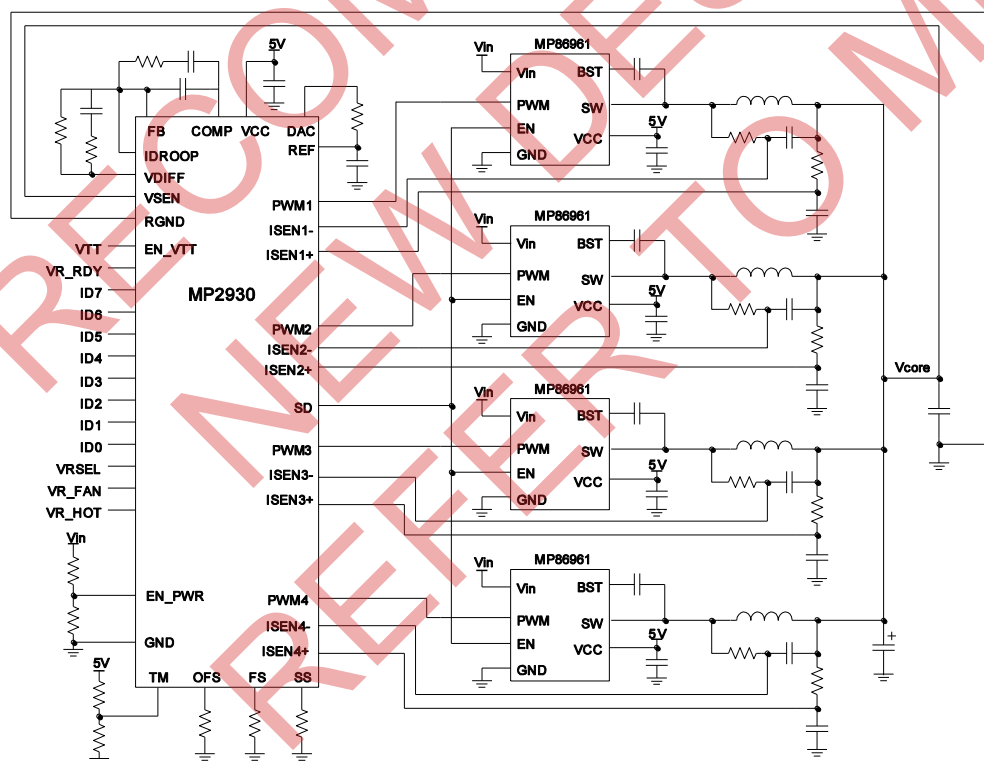 5V
FB
COMP
VCC
DAC
REF
IDROOP
VDIFF
VSEN
RGND
VTT
EN_VTT
VR_RDY
ID7
ID6
ID5
ID4
ID3
ID2
ID1
ID0
VRSEL
VR_FAN
VR_HOT
Vin
EN_PWR
GND
5V
TM
OFS
FS
SS
MP2930
PWM1
ISEN1-
ISEN1+
PWM2
ISEN2-
ISEN2+
SD
PWM3
ISEN3-
ISEN3+
PWM4
ISEN4-
ISEN4+
MP86961
Vin
Vin
BST
PWM
SW
EN
VCC
5V
GND
MP86961
Vin
Vin
BST
PWM
SW
EN
VCC
5V
GND
MP86961
Vin
Vin
BST
PWM
SW
EN
VCC
5V
GND
MP86961
Vin
Vin
BST
PWM
SW
EN
VCC
5V
GND
Vcore
+
RECOM
NEW DE
REFER TO M